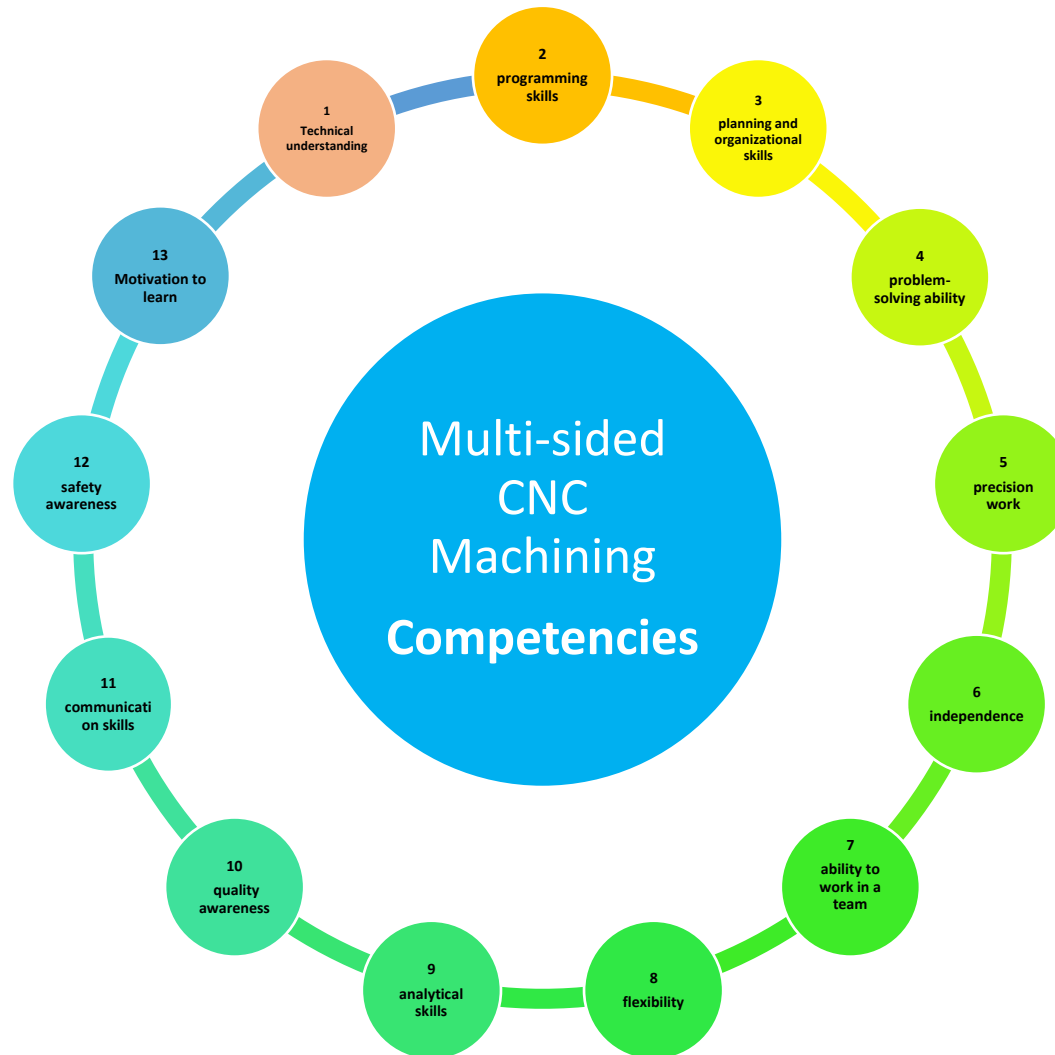 2
programming
skills
1
Technical
understanding
3
planning and
organizational
skills
13
Motivation to
learn
4
problem-
solving ability
Multi-sided
CNC
Machining
Competencies
12
safety
awareness
5
precision
work
11
communicati
on skills
6
independence
10
quality
awareness
7
ability to
work in a
team
9
analytical
skills
8
flexibility